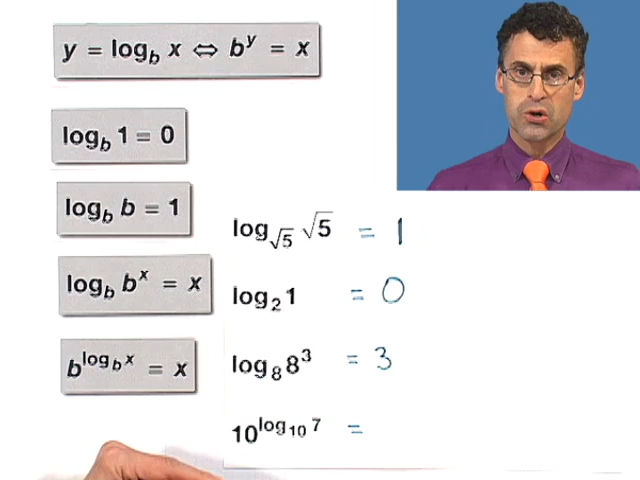 y = log_b x ⇔ b^y = x
log_b 1 = 0
log_b b = 1
log_b b^x = x
b^(log_b x) = x
log_√5 √5 = 1
log_2 1 = 0
log_8 8^3 = 3
10^(log_10 7) =